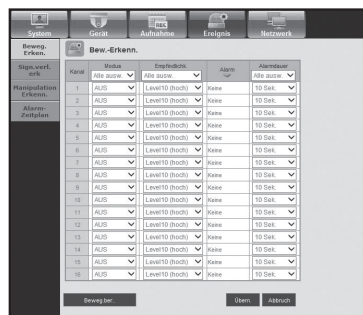 System Gerät Aufnahme Ereignis Netzwerk
REC
Beweg. Erken.
Sign.verl. erk
Manipulation Erkenn.
Alarm- Zeitplan
Bew.-Erkenn.
Kanal Modus Empfindlichk. Alarm Alarmdauer
Alle ausw. Alle ausw. Alle ausw.
1 AUS Level10 (hoch) Keine 10 Sek.
2 AUS Level10 (hoch) Keine 10 Sek.
3 AUS Level10 (hoch) Keine 10 Sek.
4 AUS Level10 (hoch) Keine 10 Sek.
5 AUS Level10 (hoch) Keine 10 Sek.
6 AUS Level10 (hoch) Keine 10 Sek.
7 AUS Level10 (hoch) Keine 10 Sek.
8 AUS Level10 (hoch) Keine 10 Sek.
9 AUS Level10 (hoch) Keine 10 Sek.
10 AUS Level10 (hoch) Keine 10 Sek.
11 AUS Level10 (hoch) Keine 10 Sek.
12 AUS Level10 (hoch) Keine 10 Sek.
13 AUS Level10 (hoch) Keine 10 Sek.
14 AUS Level10 (hoch) Keine 10 Sek.
15 AUS Level10 (hoch) Keine 10 Sek.
16 AUS Level10 (hoch) Keine 10 Sek.
Beweg.ber.. Übern. Abbruch